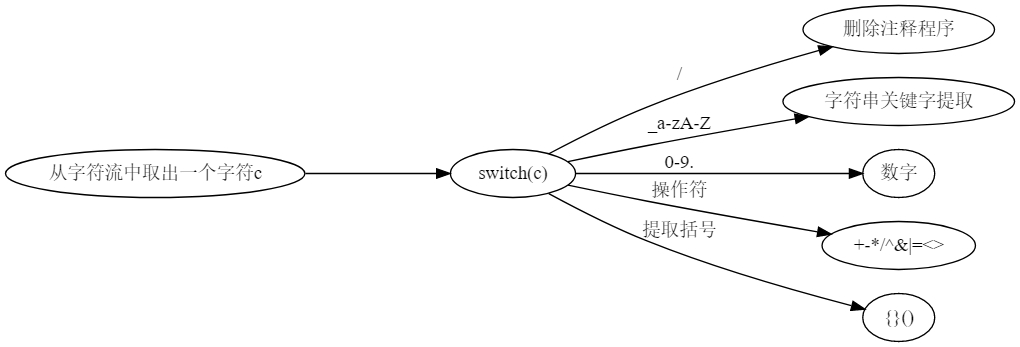 删除注释程序
/
字符串关键字提取
_a-zA-Z
从字符流中取出一个字符c
switch(c)
0-9.
数字
操作符
+-*/^&|=<>
提取括号
{}()